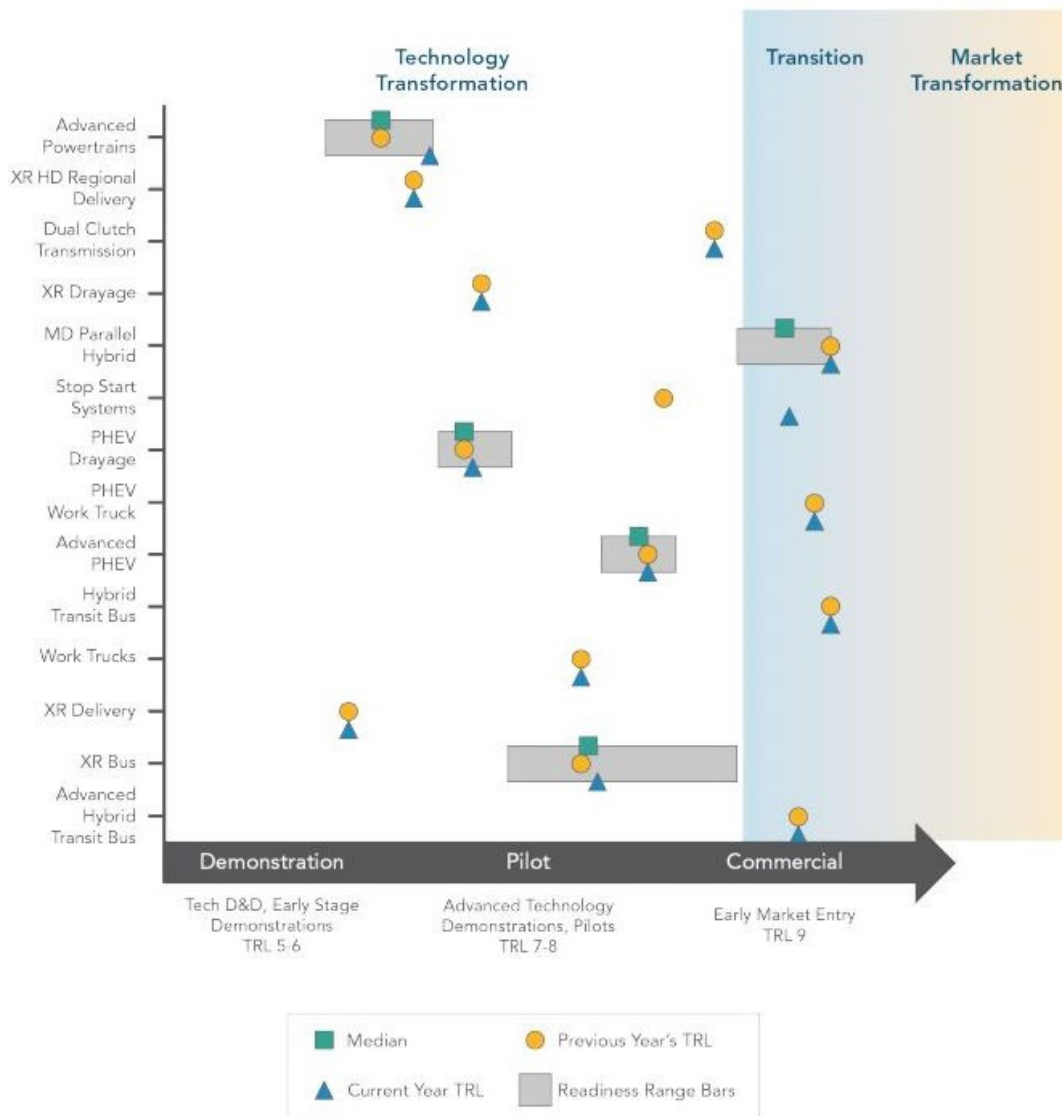 Technology
Transformation
Transition
Market
Transformation
Advanced
Powertrains
XR HD Regional
Delivery
Dual Clutch
Transmission
XR Drayage
MD Parallel
Hybrid
Stop Start
Systems
PHEV
Drayage
PHEV
Work Truck
Advanced
PHEV
Hybrid
Transit Bus
Work Trucks
XR Delivery
XR Bus
Advanced
Hybrid
Transit Bus
Demonstration
Pilot
Commercial
Tech D&D, Early Stage
Demonstrations
TRL 5-6
Advanced Technology
Demonstrations, Pilots
TRL 7-8
Early Market Entry
TRL 9
Median
Previous Year's TRL
Current Year TRL
Readiness Range Bars